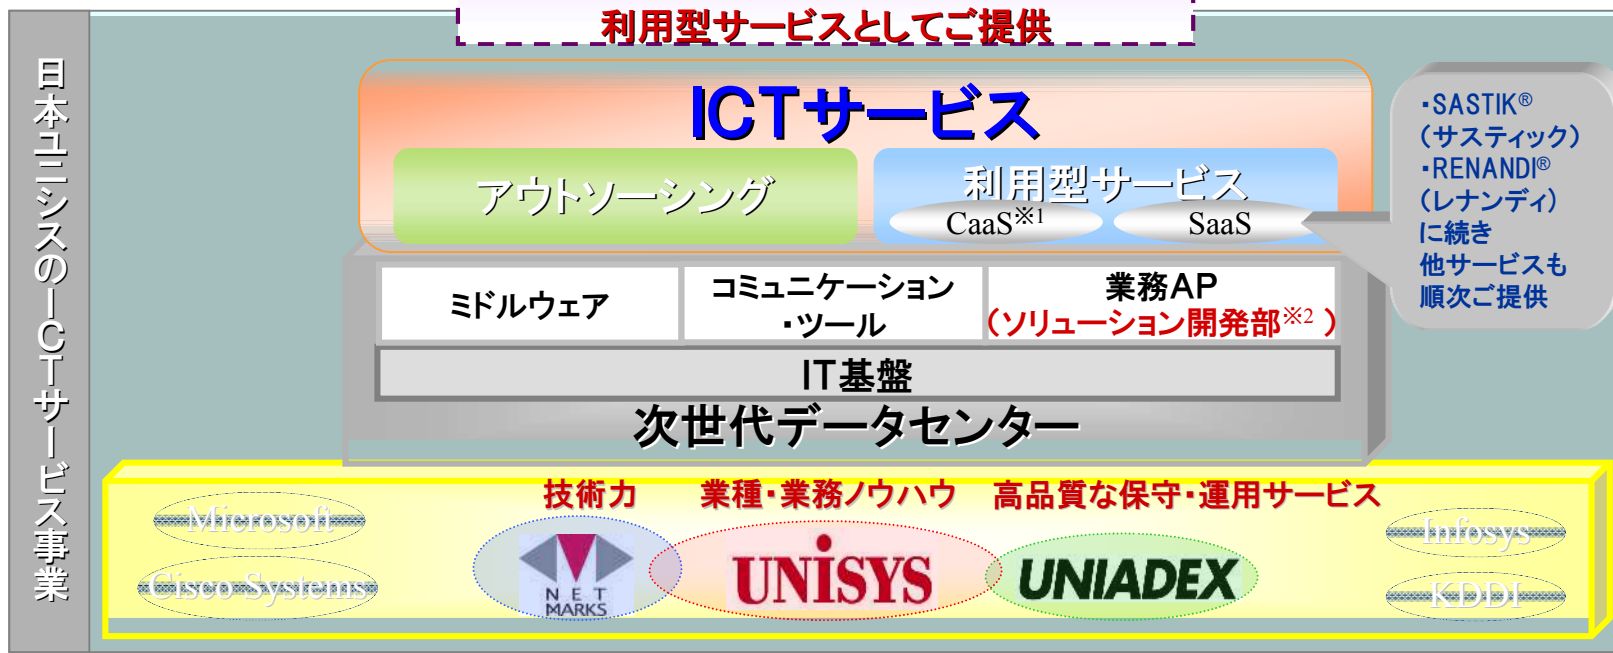 利用型サービスとしてご提供
日本ユニシスのICTサービス事業
ICTサービス
アウトソーシング
利用型サービス
CaaS※1
SaaS
・SASTIK®
(サスティック)
・RENANDI®
(レナンディ)
に続き
他サービスも
順次ご提供
ミドルウェア
コミュニケーション
・ツール
業務AP
(ソリューション開発部※2 )
IT基盤
次世代データセンター
技術力
業種・業務ノウハウ
高品質な保守・運用サービス
Microsoft
Cisco Systems
NET
MARKS
UNISYS
UNIADEX
Infosys
KDDI